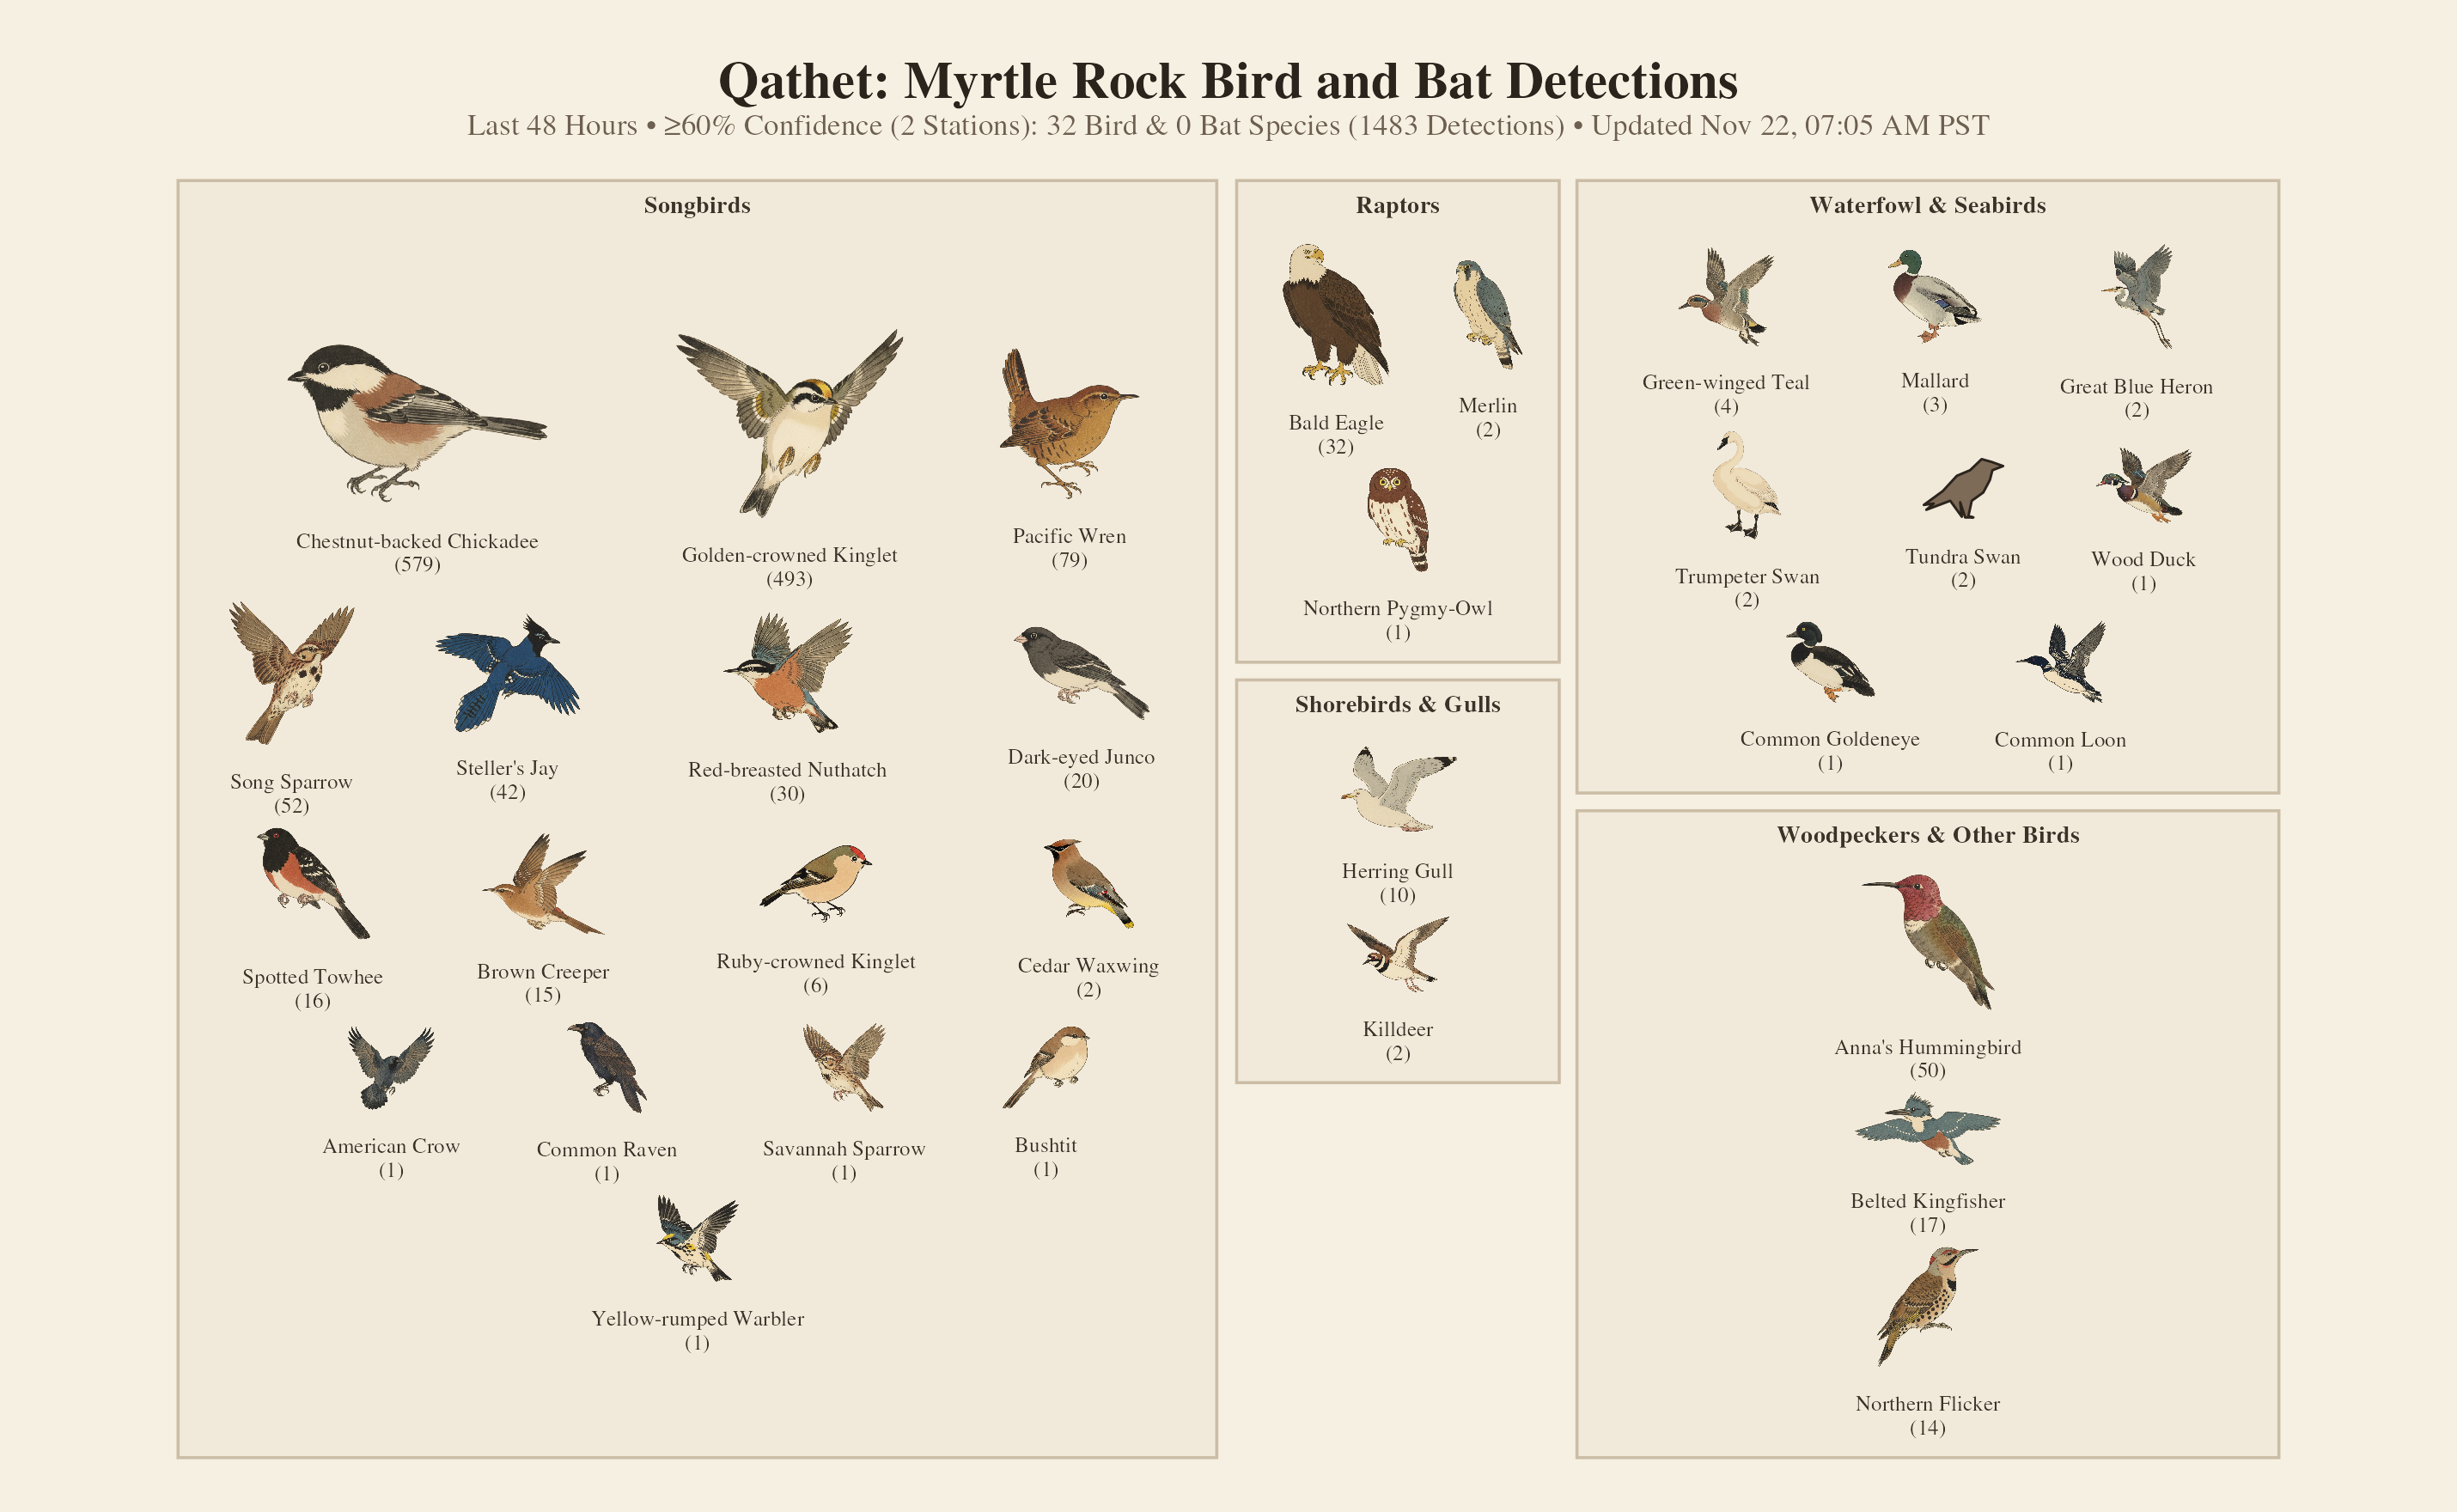 Qathet: Myrtle Rock Bird and Bat Detections
Last 48 Hours • ≥60% Confidence (2 Stations): 32 Bird & 0 Bat Species (1483 Detections) • Updated Nov 22, 07:05 AM PST
Songbirds
Chestnut-backed Chickadee
(579)
Golden-crowned Kinglet
(493)
Pacific Wren
(79)
Song Sparrow
(52)
Steller's Jay
(42)
Red-breasted Nuthatch
(30)
Dark-eyed Junco
(20)
Spotted Towhee
(16)
Brown Creeper
(15)
Ruby-crowned Kinglet
(6)
Cedar Waxwing
(2)
American Crow
(1)
Common Raven
(1)
Savannah Sparrow
(1)
Bushtit
(1)
Yellow-rumped Warbler
(1)
Raptors
Bald Eagle
(32)
Merlin
(2)
Northern Pygmy-Owl
(1)
Shorebirds & Gulls
Herring Gull
(10)
Killdeer
(2)
Waterfowl & Seabirds
Green-winged Teal
(4)
Mallard
(3)
Great Blue Heron
(2)
Trumpeter Swan
(2)
Tundra Swan
(2)
Wood Duck
(1)
Common Goldeneye
(1)
Common Loon
(1)
Woodpeckers & Other Birds
Anna's Hummingbird
(50)
Belted Kingfisher
(17)
Northern Flicker
(14)